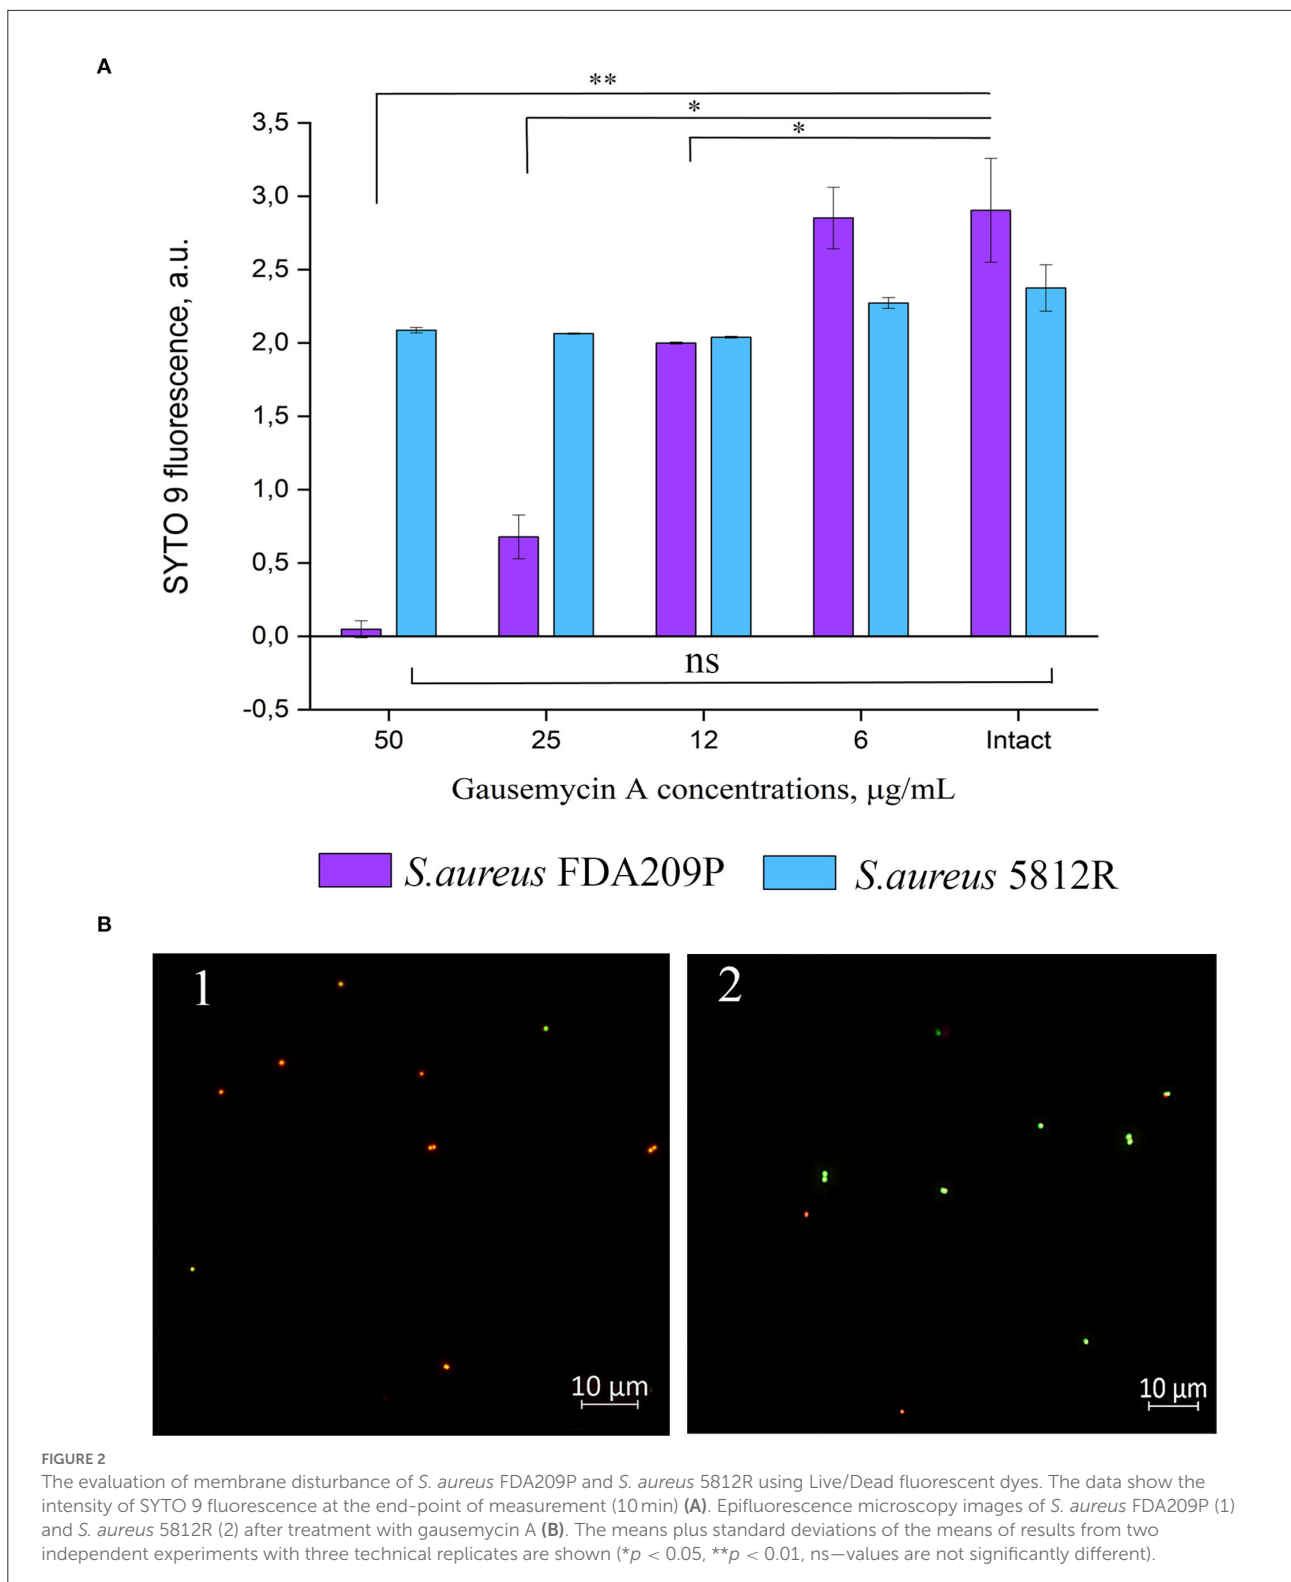 A
**
*
*
3,5
3,0
2,5
2,0
1,5
1,0
0,5
0,0
-0,5
SYTO 9 fluorescence, a.u.
ns
50 25 12 6 Intact
Gausemycin A concentrations, μg/mL
S.aureus FDA209P S.aureus 5812R
B
1 2
10 μm 10 μm
FIGURE 2
The evaluation of membrane disturbance of S. aureus FDA209P and S. aureus 5812R using Live/Dead fluorescent dyes. The data show the
intensity of SYTO 9 fluorescence at the end-point of measurement (10 min) (A). Epifluorescence microscopy images of S. aureus FDA209P (1)
and S. aureus 5812R (2) after treatment with gausemycin A (B). The means plus standard deviations of the means of results from two
independent experiments with three technical replicates are shown (*p < 0.05, **p < 0.01, ns—values are not significantly different).